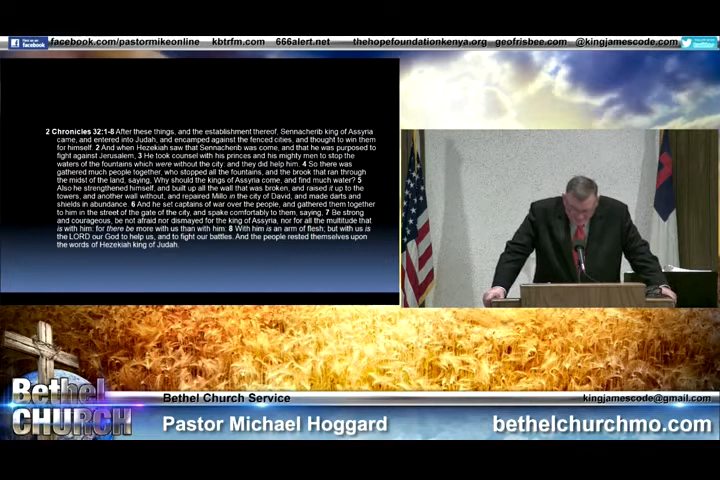 facebook.com/pastormikeonline kbtrfm.com 666alert.net thehopefoundationkenya.org geofrisbee.com @kingjamescode.com
2 Chronicles 32:1-8 After these things, and the establishment thereof, Sennacherib king of Assyria
came, and entered into Judah, and encamped against the fenced cities, and thought to win them
for himself. 2 And when Hezekiah saw that Sennacherib was come, and that he was purposed to
fight against Jerusalem, 3 He took counsel with his princes and his mighty men to stop the
waters of the fountains which were without the city: and they did help him. 4 So there was
gathered much people together, who stopped all the fountains, and the brook that ran through
the midst of the land, saying, Why should the kings of Assyria come, and find much water? 5
Also he strengthened himself, and built up all the wall that was broken, and raised it up to the
towers, and another wall without, and repaired Millo in the city of David, and made darts and
shields in abundance. 6 And he set captains of war over the people, and gathered them together
to him in the street of the gate of the city, and spake comfortably to them, saying, 7 Be strong
and courageous, be not afraid nor dismayed for the king of Assyria, nor for all the multitude that
is with him: for there be more with us than with him: 8 With him is an arm of flesh; but with us is
the LORD our God to help us, and to fight our battles. And the people rested themselves upon
the words of Hezekiah king of Judah.
Bethel
CHURCH
Bethel Church Service
kingjamescode@gmail.com
Pastor Michael Hoggard
bethelchurchmo.com